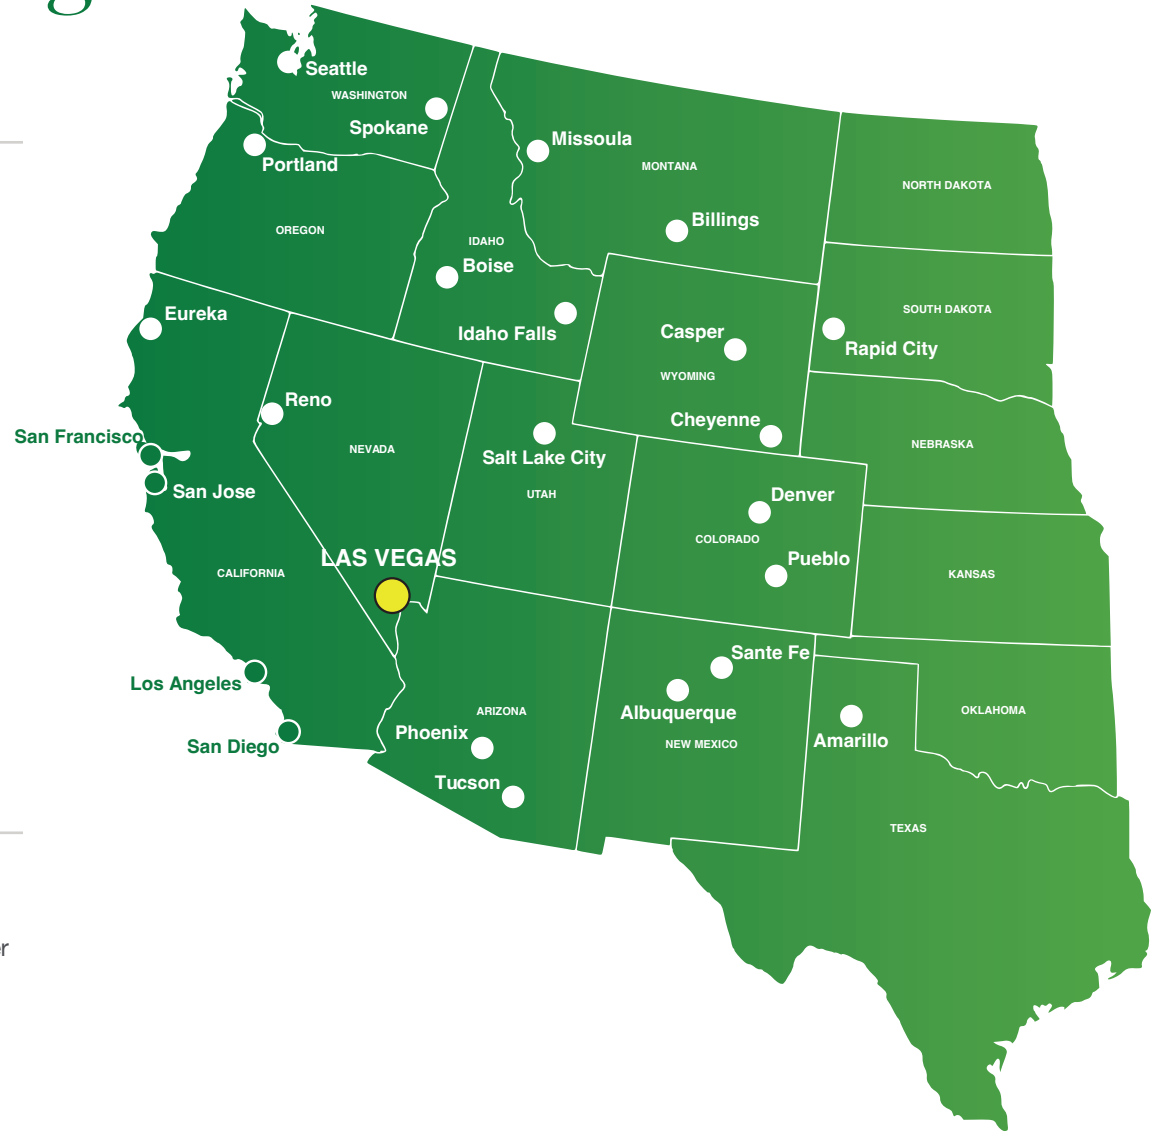 g
Seattle
WASHINGTON
Spokane
Missoula
Portland
MONTANA
NORTH DAKOTA
Billings
OREGON
IDAHO
Boise
SOUTH DAKOTA
Eureka
Idaho Falls
Casper
Rapid City
WYOMING
Reno
Cheyenne
San Francisco
NEVADA
NEBRASKA
Salt Lake City
San Jose
UTAH
Denver
COLORADO
LAS VEGAS
Pueblo
CALIFORNIA
KANSAS
Sante Fe
Los Angeles
ARIZONA
Albuquerque
OKLAHOMA
Phoenix
NEW MEXICO
Amarillo
San Diego
Tucson
TEXAS
r